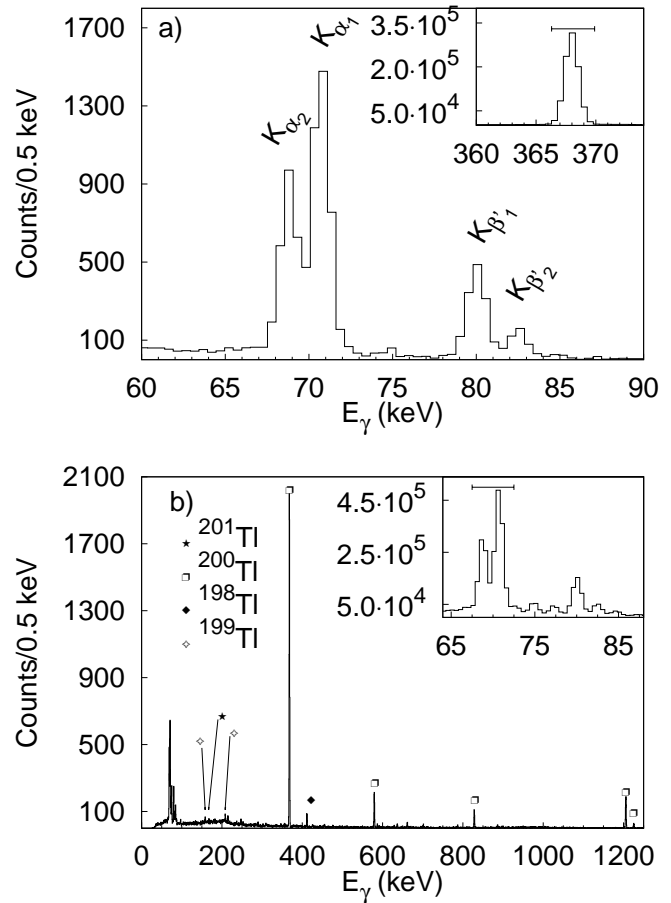 a)
Counts/0.5 keV
1700
1300
900
500
100
Kα2
Kα1
Kβ'1
Kβ'2
3.5·10^5
2.0·10^5
5.0·10^4
360 365 370
60 65 70 75 80 85 90
Eγ (keV)
b)
Counts/0.5 keV
2100
1700
1300
900
500
100
201Tl
200Tl
198Tl
199Tl
4.5·10^5
2.5·10^5
5.0·10^4
65 75 85
0 200 400 600 800 1000 1200
Eγ (keV)